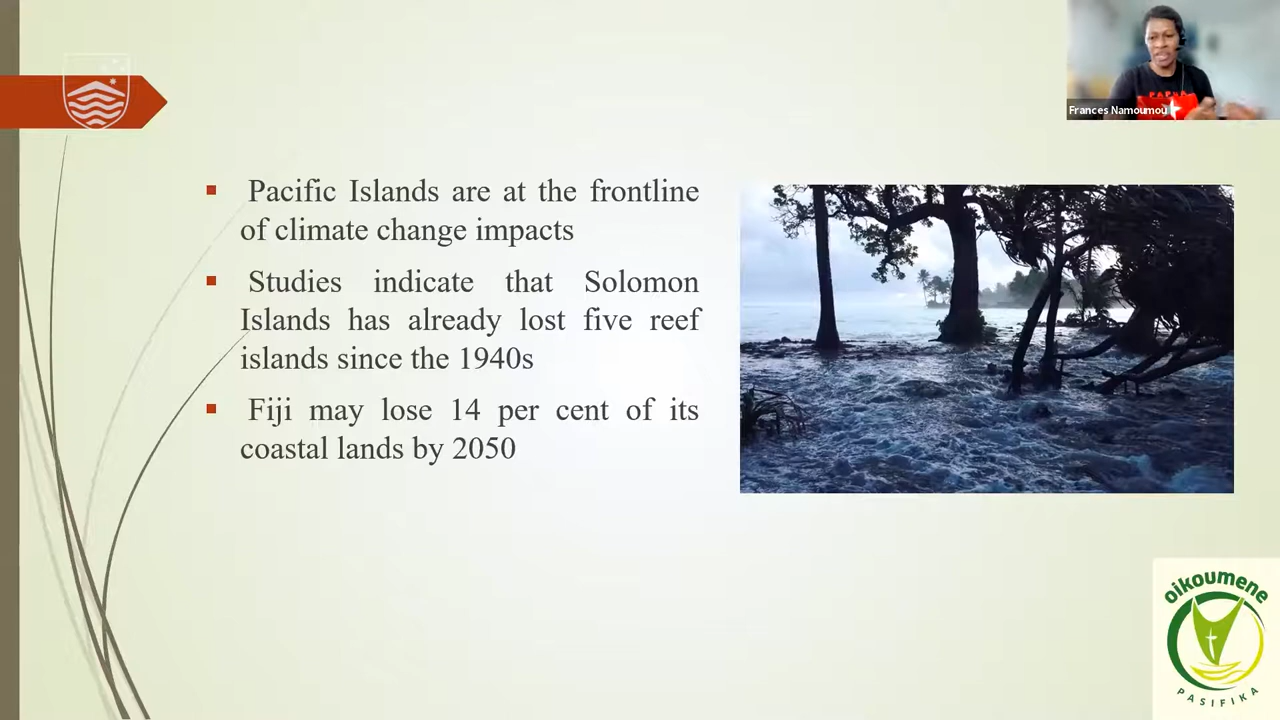 Frances Namoumou
PAPUA
Pacific Islands are at the frontline
of climate change impacts
Studies indicate that Solomon
Islands has already lost five reef
islands since the 1940s
Fiji may lose 14 per cent of its
coastal lands by 2050
oikoumene
PASIFIKA